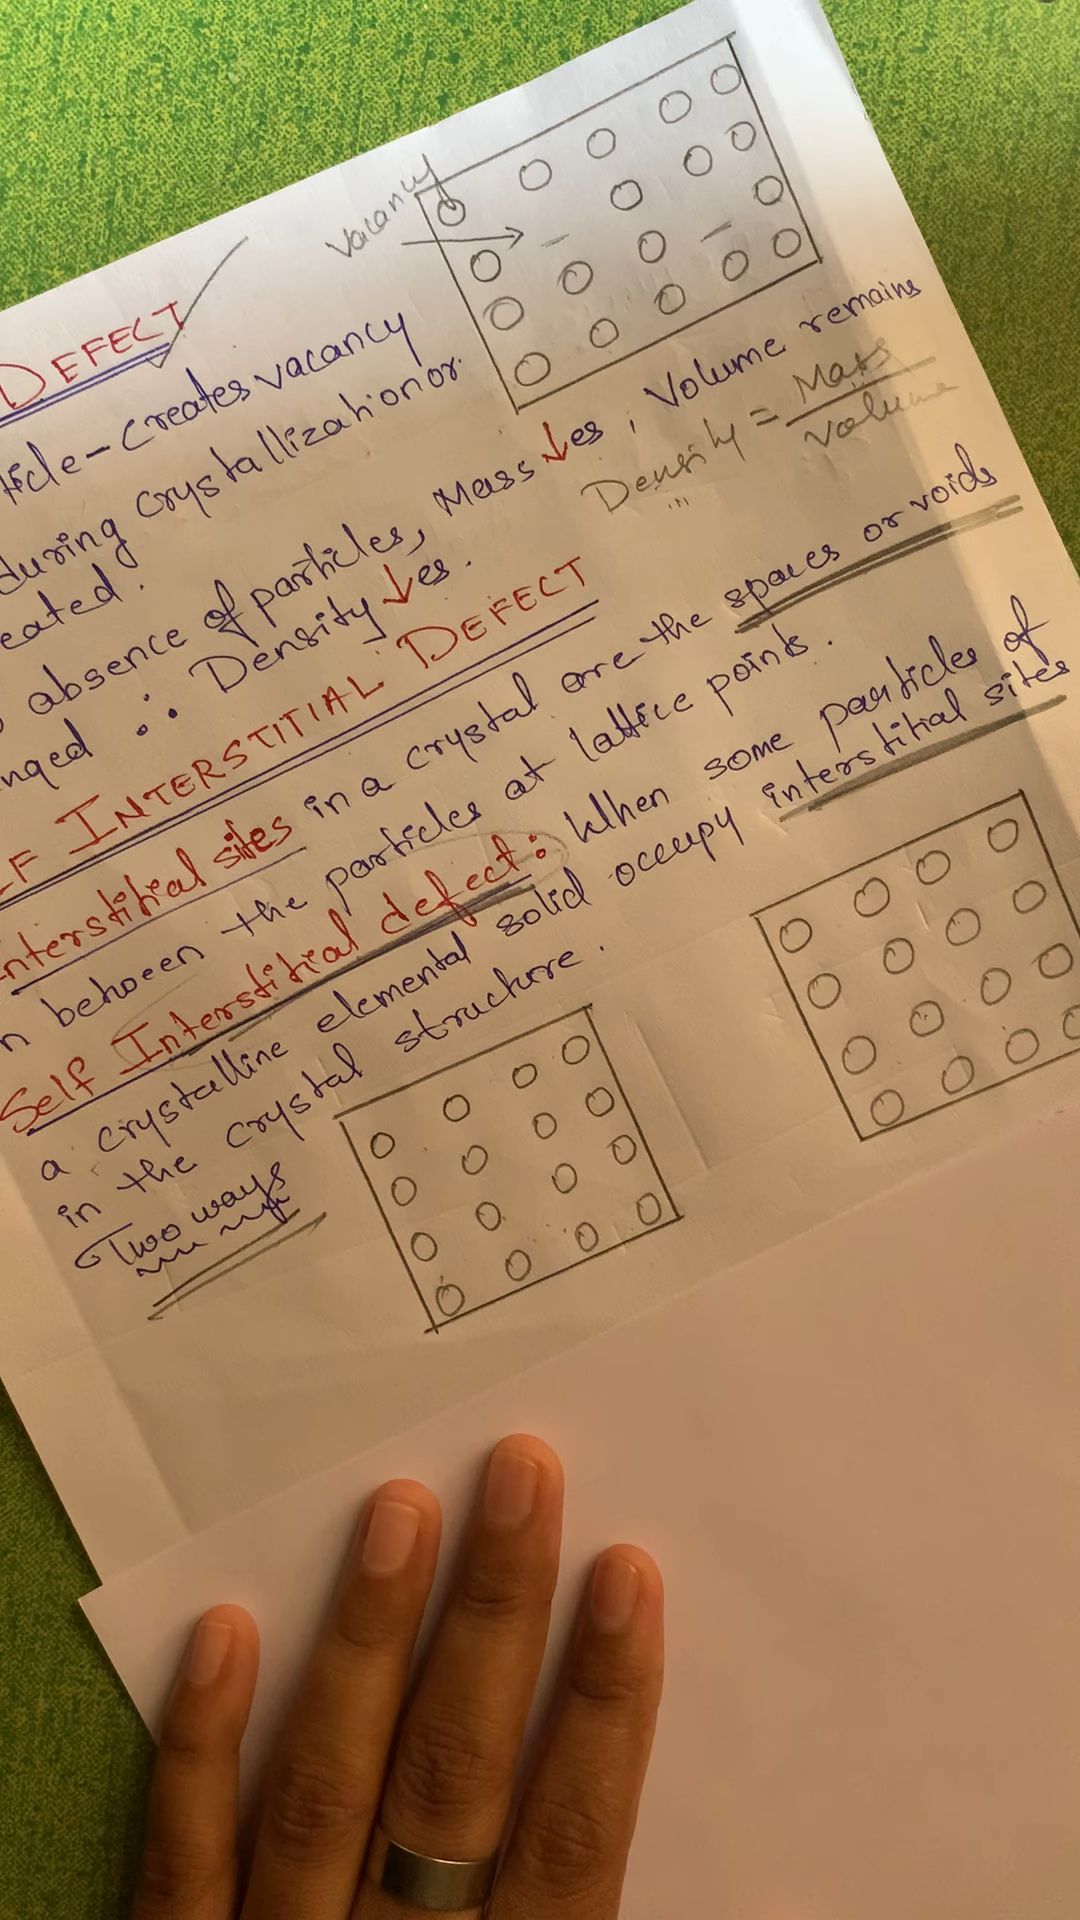 Vacancy
DEFECT
ticle-Creates vacancy
during crystallization or
eated.
absence of particles, Mass ↓es, Volume remains
nged ∴ Density ↓es.
Density = Mass
Volume
LF INTERSTITIAL DEFECT
nterstitial sites in a crystal are the spaces or voids
n between the particles at lattice points.
Self Interstitial defect: When some particles of
a crystalline elemental solid occupy interstitial sites
in the crystal structure.
Two ways